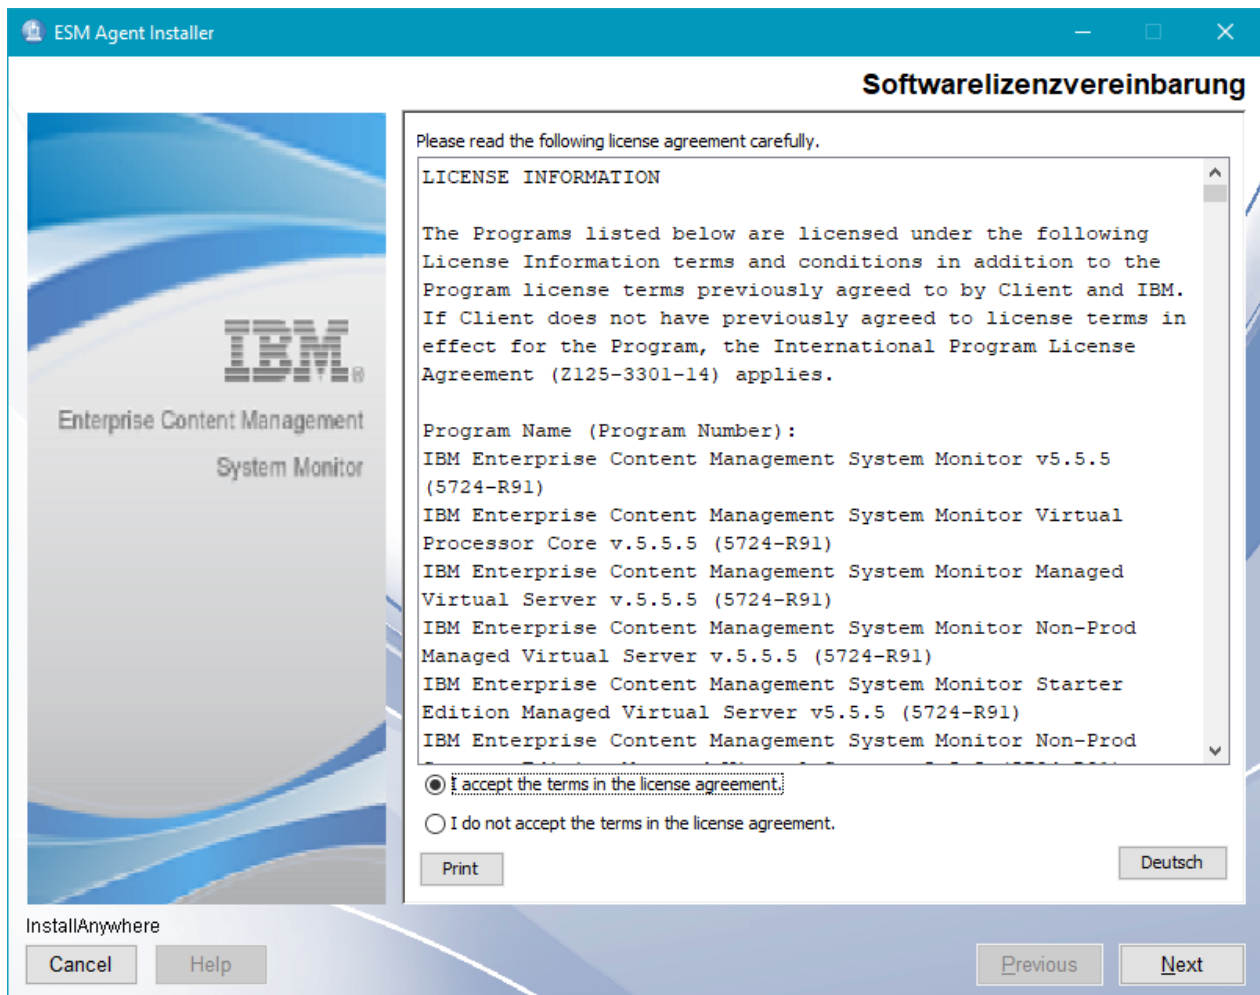 ESM Agent Installer
Softwarelizenzvereinbarung
IBM®
Enterprise Content Management
System Monitor
Please read the following license agreement carefully.
LICENSE INFORMATION
The Programs listed below are licensed under the following
License Information terms and conditions in addition to the
Program license terms previously agreed to by Client and IBM.
If Client does not have previously agreed to license terms in
effect for the Program, the International Program License
Agreement (Z125-3301-14) applies.
Program Name (Program Number):
IBM Enterprise Content Management System Monitor v5.5.5
(5724-R91)
IBM Enterprise Content Management System Monitor Virtual
Processor Core v.5.5.5 (5724-R91)
IBM Enterprise Content Management System Monitor Managed
Virtual Server v.5.5.5 (5724-R91)
IBM Enterprise Content Management System Monitor Non-Prod
Managed Virtual Server v.5.5.5 (5724-R91)
IBM Enterprise Content Management System Monitor Starter
Edition Managed Virtual Server v5.5.5 (5724-R91)
IBM Enterprise Content Management System Monitor Non-Prod
I accept the terms in the license agreement.
I do not accept the terms in the license agreement.
Print
Deutsch
InstallAnywhere
Cancel
Help
Previous
Next